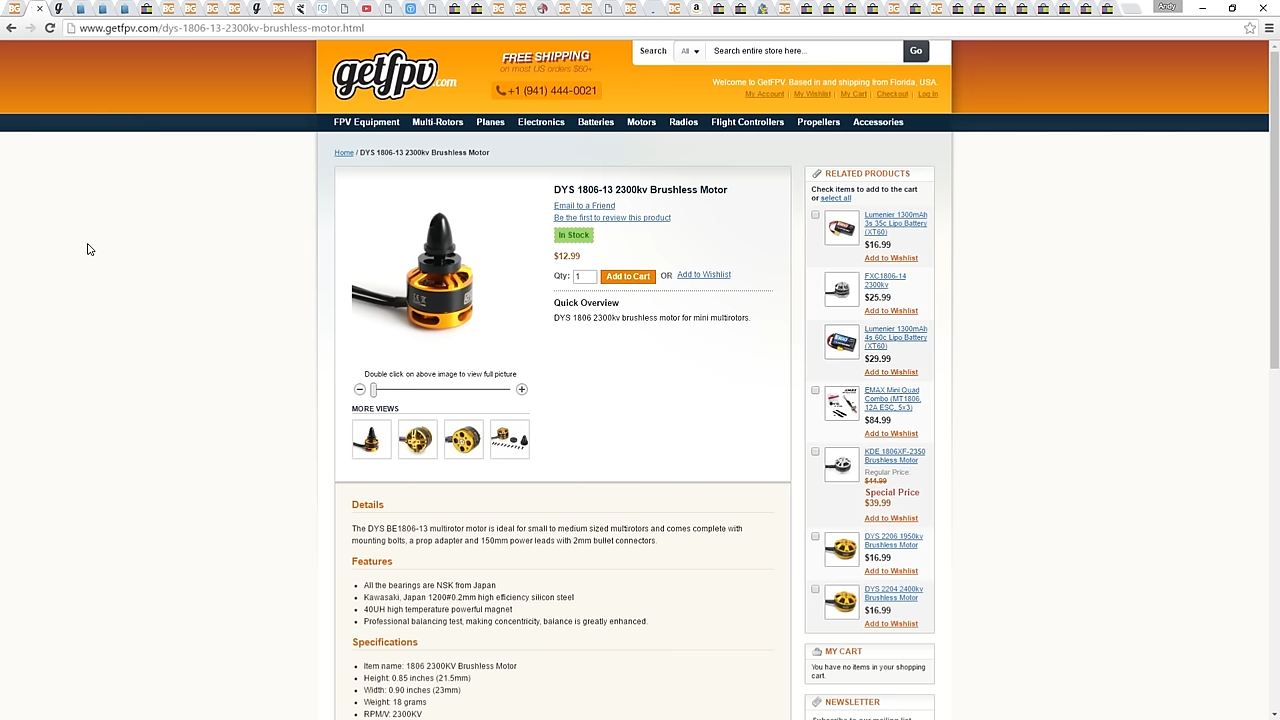 Andy
www.getfpv.com/dys-1806-13-2300kv-brushless-motor.html
getfpv.com
FREE SHIPPING
on most US orders $60+
+1 (941) 444-0021
Search All Search entire store here... Go
Welcome to GetFPV. Based in and shipping from Florida, USA.
My Account | My Wishlist | My Cart | Checkout | Log In
FPV Equipment Multi-Rotors Planes Electronics Batteries Motors Radios Flight Controllers Propellers Accessories
Home / DYS 1806-13 2300kv Brushless Motor
DYS 1806-13 2300kv Brushless Motor
Email to a Friend
Be the first to review this product
In Stock
$12.99
Qty: 1 Add to Cart OR Add to Wishlist
Quick Overview
DYS 1806 2300kv brushless motor for mini multirotors.
Double click on above image to view full picture
MORE VIEWS
Details
The DYS BE1806-13 multirotor motor is ideal for small to medium sized multirotors and comes complete with
mounting bolts, a prop adapter and 150mm power leads with 2mm bullet connectors.
Features
All the bearings are NSK from Japan
Kawasaki, Japan 1200#0.2mm high efficiency silicon steel
40UH high temperature powerful magnet
Professional balancing test, making concentricity, balance is greatly enhanced.
Specifications
Item name: 1806 2300KV Brushless Motor
Height: 0.85 inches (21.5mm)
Width: 0.90 inches (23mm)
Weight: 18 grams
RPM/V: 2300KV
RELATED PRODUCTS
Check items to add to the cart
or select all
Lumenier 1300mAh
3s 35c Lipo Battery
(XT60)
$16.99
Add to Wishlist
FXC1806-14
2300kv
$25.99
Add to Wishlist
Lumenier 1300mAh
4s 60c Lipo Battery
(XT60)
$29.99
Add to Wishlist
EMAX Mini Quad
Combo (MT1806,
12A ESC, 5x3)
$84.99
Add to Wishlist
KDE 1806XF-2350
Brushless Motor
Regular Price:
$44.99
Special Price
$39.99
Add to Wishlist
DYS 2206 1950kv
Brushless Motor
$16.99
Add to Wishlist
DYS 2204 2400kv
Brushless Motor
$16.99
Add to Wishlist
MY CART
You have no items in your shopping
cart.
NEWSLETTER
Subscribe to our mailing list